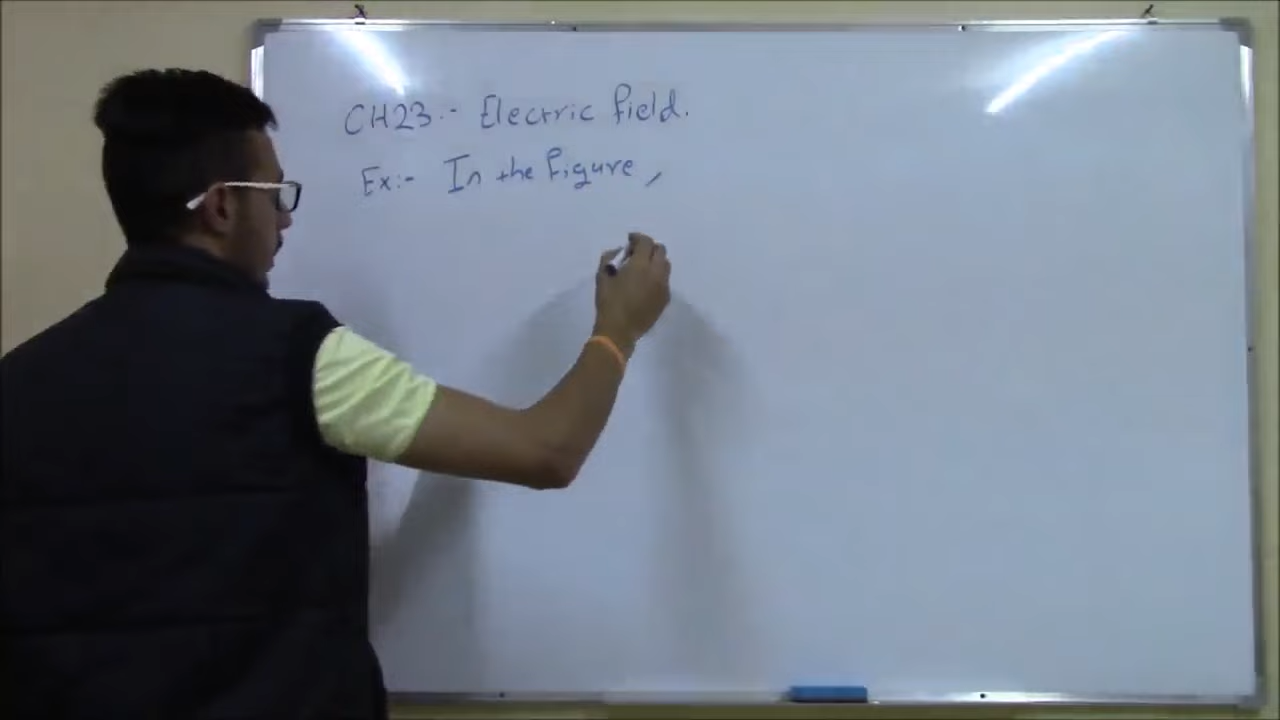 CH23:- Electric field.
Ex:- In the figure,